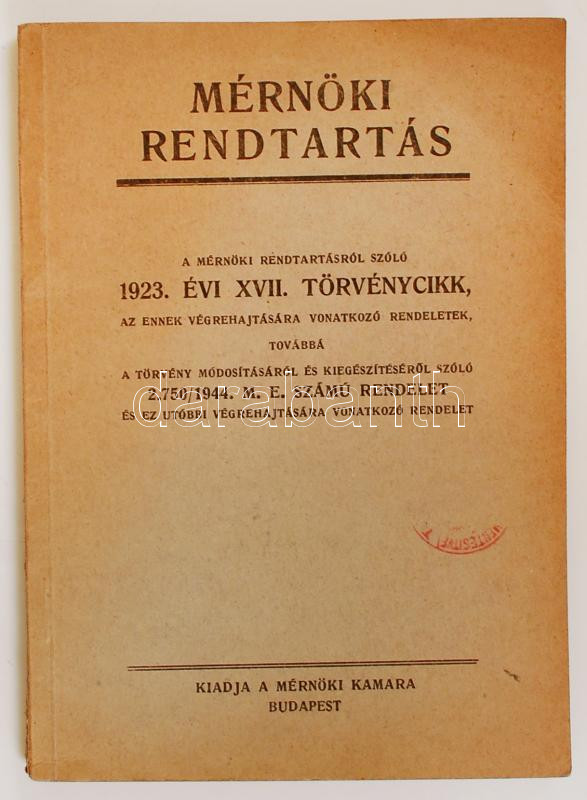 MÉRNÖKI
RENDTARTÁS
A MÉRNÖKI RENDTARTÁSRÓL SZÓLÓ
1923. ÉVI XVII. TÖRVÉNYCIKK,
AZ ENNEK VÉGREHAJTÁSÁRA VONATKOZÓ RENDELETEK,
TOVÁBBÁ
A TÖRVÉNY MÓDOSÍTÁSÁRÓL ÉS KIEGÉSZÍTÉSÉRŐL SZÓLÓ
2.750/1944. M. E. SZÁMÚ RENDELET
ÉS EZ UTÓBBI VÉGREHAJTÁSÁRA VONATKOZÓ RENDELET
darabanth
KIADJA A MÉRNÖKI KAMARA
BUDAPEST